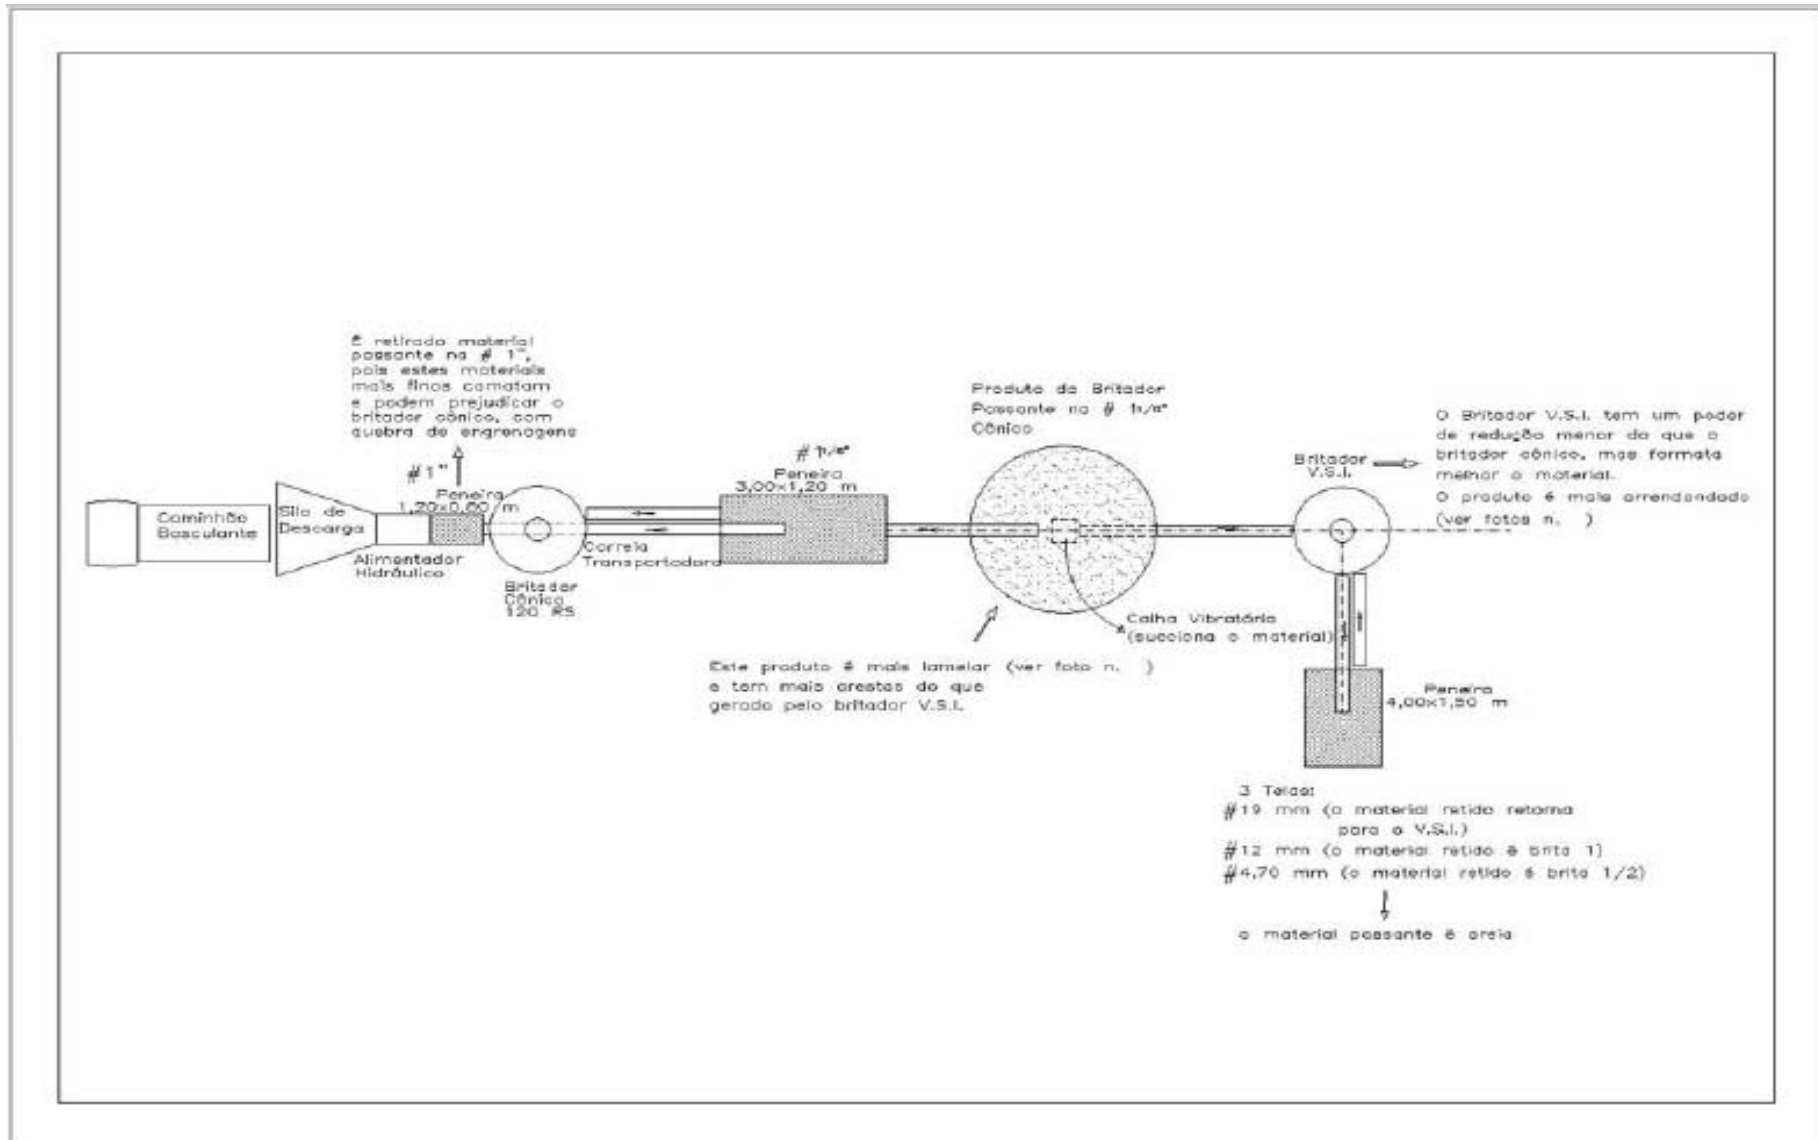 É retirado material
passante na # 1",
pois estes materiais
mais finos comatam
e podem prejudicar o
britador cônico, com
quebra de engrenagens
#1"
Peneira
1,20x0,60 m
Caminhão
Basculante
Silo de
Descarga
Alimentador
Hidráulico
Britador
Cônico
120 RS
Correia
Transportadora
Peneira
3,00x1,20 m
Produto do Britador
Passante na #
Cônico
Este produto é mais lamelar (ver foto n. )
e tem mais arestas do que
gerado pelo britador V.S.I.
Calha Vibratória
(succiona o material)
Britador
V.S.I.
O Britador V.S.I. tem um poder
de redução menor do que o
britador cônico, mas formata
melhor o material.
O produto é mais arrendondado
(ver fotos n. )
Peneira
4,00x1,50 m
3 Telas:
#19 mm (o material retido retorna
para o V.S.I.)
#12 mm (o material retido é brita 1)
#4,70 mm (o material retido é brita 1/2)
o material passante é areia